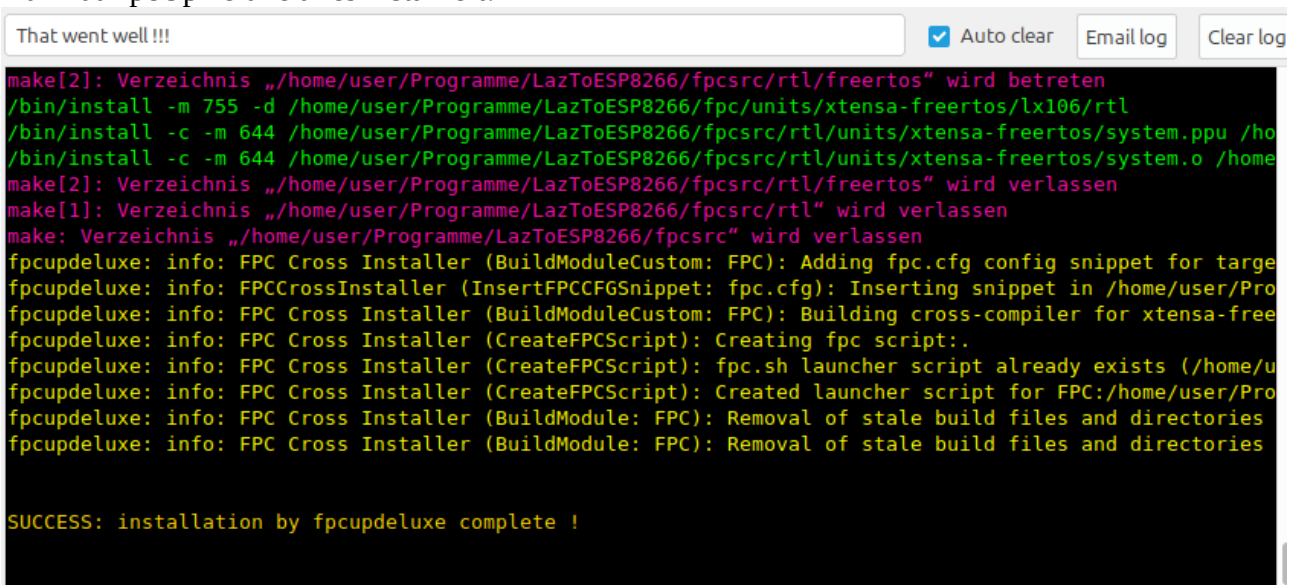 That went well !!!
Auto clear
Email log
Clear log
make[2]: Verzeichnis „/home/user/Programme/LazToESP8266/fpcsrc/rtl/freertos“ wird betreten
/bin/install -m 755 -d /home/user/Programme/LazToESP8266/fpc/units/xtensa-freertos/lx106/rtl
/bin/install -c -m 644 /home/user/Programme/LazToESP8266/fpcsrc/rtl/units/xtensa-freertos/system.ppu /ho
/bin/install -c -m 644 /home/user/Programme/LazToESP8266/fpcsrc/rtl/units/xtensa-freertos/system.o /home
make[2]: Verzeichnis „/home/user/Programme/LazToESP8266/fpcsrc/rtl/freertos“ wird verlassen
make[1]: Verzeichnis „/home/user/Programme/LazToESP8266/fpcsrc/rtl“ wird verlassen
make: Verzeichnis „/home/user/Programme/LazToESP8266/fpcsrc“ wird verlassen
fpcupdeluxe: info: FPC Cross Installer (BuildModuleCustom: FPC): Adding fpc.cfg config snippet for targe
fpcupdeluxe: info: FPCCrossInstaller (InsertFPCCFGSnippet: fpc.cfg): Inserting snippet in /home/user/Pro
fpcupdeluxe: info: FPC Cross Installer (BuildModuleCustom: FPC): Building cross-compiler for xtensa-free
fpcupdeluxe: info: FPC Cross Installer (CreateFPCScript): Creating fpc script:.
fpcupdeluxe: info: FPC Cross Installer (CreateFPCScript): fpc.sh launcher script already exists (/home/u
fpcupdeluxe: info: FPC Cross Installer (CreateFPCScript): Created launcher script for FPC:/home/user/Pro
fpcupdeluxe: info: FPC Cross Installer (BuildModule: FPC): Removal of stale build files and directories
fpcupdeluxe: info: FPC Cross Installer (BuildModule: FPC): Removal of stale build files and directories
SUCCESS: installation by fpcupdeluxe complete !